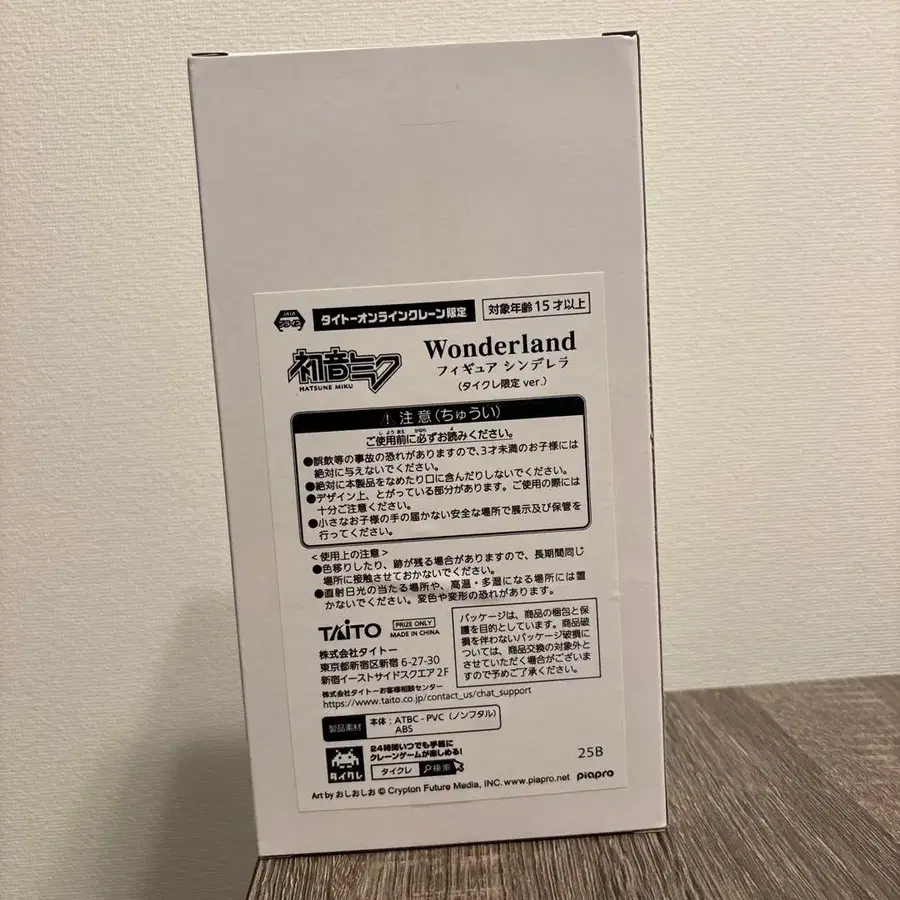 JAIA
プライズ
タイトーオンラインクレーン限定
対象年齢15才以上
初音ミク
HATSUNE MIKU
Wonderland
フィギュア シンデレラ
(タイクレ限定 ver.)
! 注意(ちゅうい)
ご使用前に必ずお読みください。
●誤飲等の事故の恐れがありますので、3才未満のお子様には
絶対に与えないでください。
●絶対に本製品をなめたり口に含んだりしないでください。
●デザイン上、とがっている部分があります。ご使用の際には
十分ご注意ください。
●小さなお子様の手の届かない安全な場所で展示及び保管を
行ってください。
<使用上の注意>
●色移りしたり、跡が残る場合がありますので、長期間同じ
場所に接触させておかないでください。
●直射日光の当たる場所や、高温・多湿になる場所には置
かないでください。変色や変形の恐れがあります。
TAITO
PRIZE ONLY
MADE IN CHINA
株式会社タイトー
東京都新宿区新宿 6-27-30
新宿イーストサイドスクエア 2F
株式会社タイトーお客様相談センター
https://www.taito.co.jp/contact_us/chat_support
パッケージは、商品の梱包と保
護を目的としています。商品破
損を伴わないパッケージ破損に
ついては、商品交換の対象外と
させていただく場合がございま
すので予めご了承ください。
製品素材
本体:ATBC-PVC(ノンフタル)
ABS
タイクレ
24時間いつでも手軽に
クレーンゲームが楽しめる!
タイクレ 検索
25B
Art by おしおしお © Crypton Future Media, INC. www.piapro.net piapro